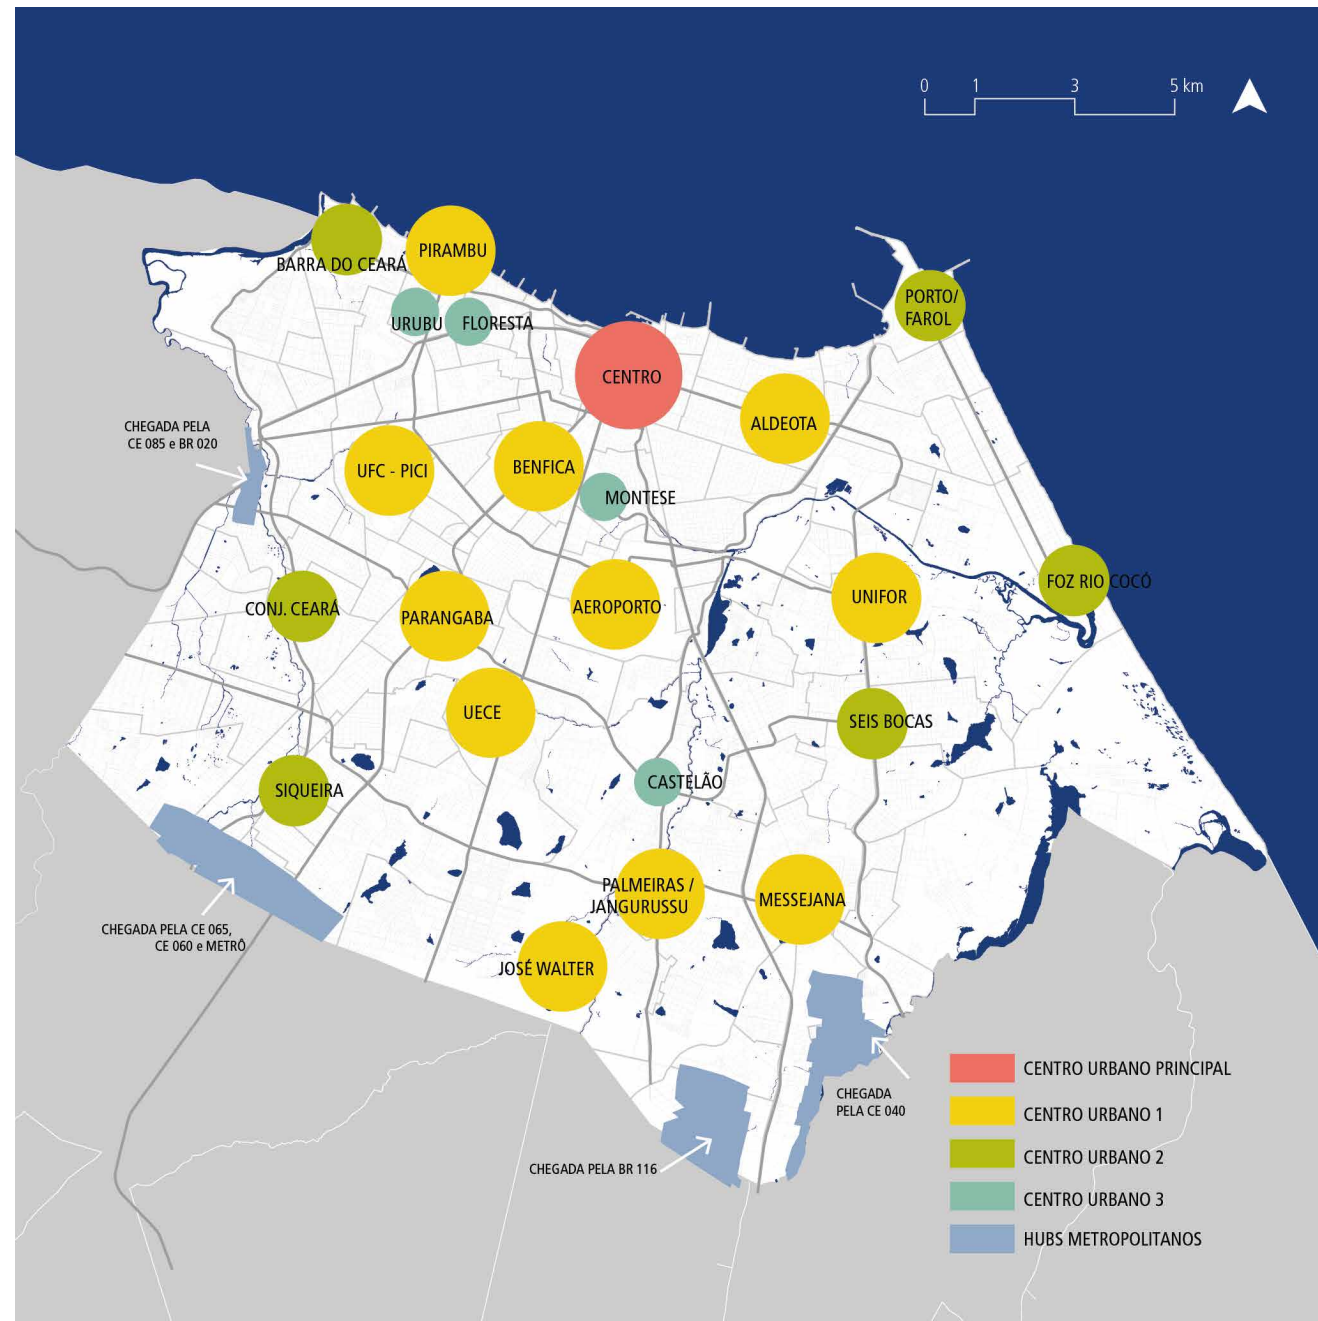 0 1 3 5 km
PIRAMBU
BARRA DO CEARÁ
PORTO/
FAROL
URUBU
FLORESTA
CENTRO
ALDEOTA
CHEGADA PELA
CE 085 e BR 020
UFC - PICI
BENFICA
MONTESE
FOZ RIO COCÓ
UNIFOR
CONJ. CEARÁ
PARANGABA
AEROPORTO
UECE
SEIS BOCAS
SIQUEIRA
CASTELÃO
PALMEIRAS /
JANGURUSSU
MESSEJANA
CHEGADA PELA CE 065,
CE 060 e METRÔ
JOSÉ WALTER
CHEGADA
PELA CE 040
CHEGADA PELA BR 116
CENTRO URBANO PRINCIPAL
CENTRO URBANO 1
CENTRO URBANO 2
CENTRO URBANO 3
HUBS METROPOLITANOS